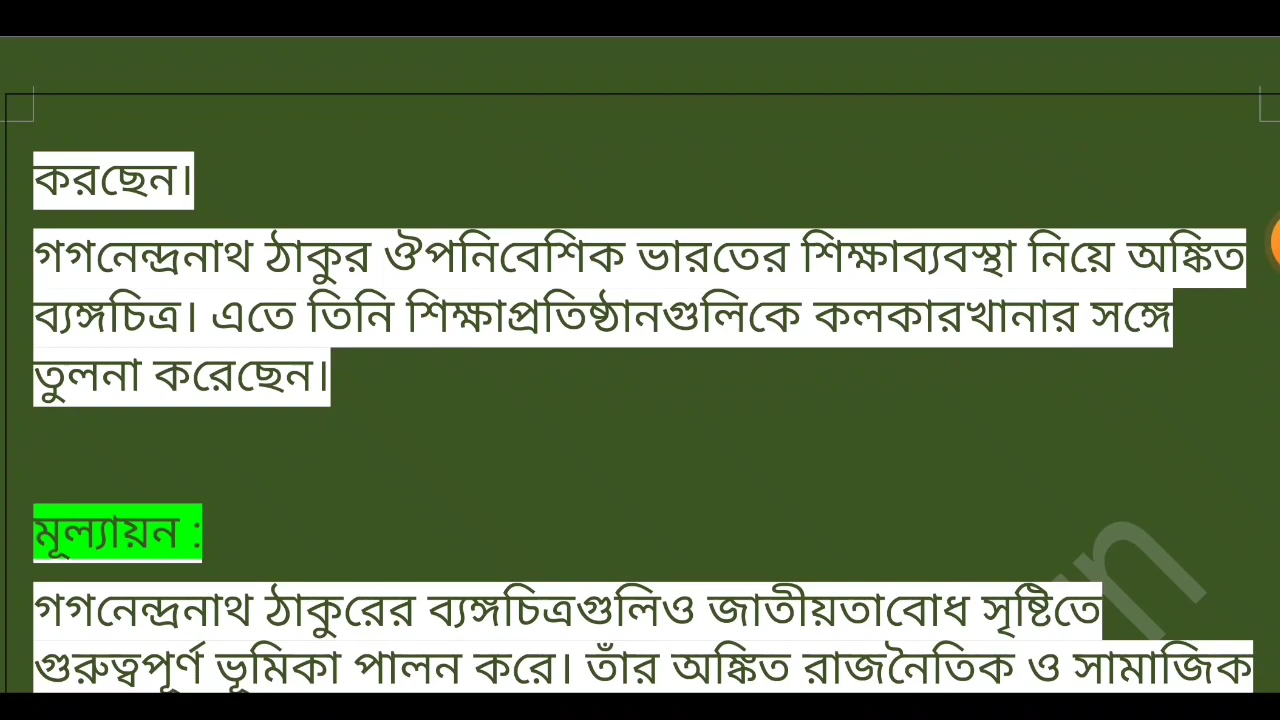 করছেন।
গগনেন্দ্রনাথ ঠাকুর ঔপনিবেশিক ভারতের শিক্ষাব্যবস্থা নিয়ে অঙ্কিত
ব্যঙ্গচিত্র। এতে তিনি শিক্ষাপ্রতিষ্ঠানগুলিকে কলকারখানার সঙ্গে
তুলনা করেছেন।
মূল্যায়ন :
গগনেন্দ্রনাথ ঠাকুরের ব্যঙ্গচিত্রগুলিও জাতীয়তাবোধ সৃষ্টিতে
গুরুত্বপূর্ণ ভূমিকা পালন করে। তাঁর অঙ্কিত রাজনৈতিক ও সামাজিক